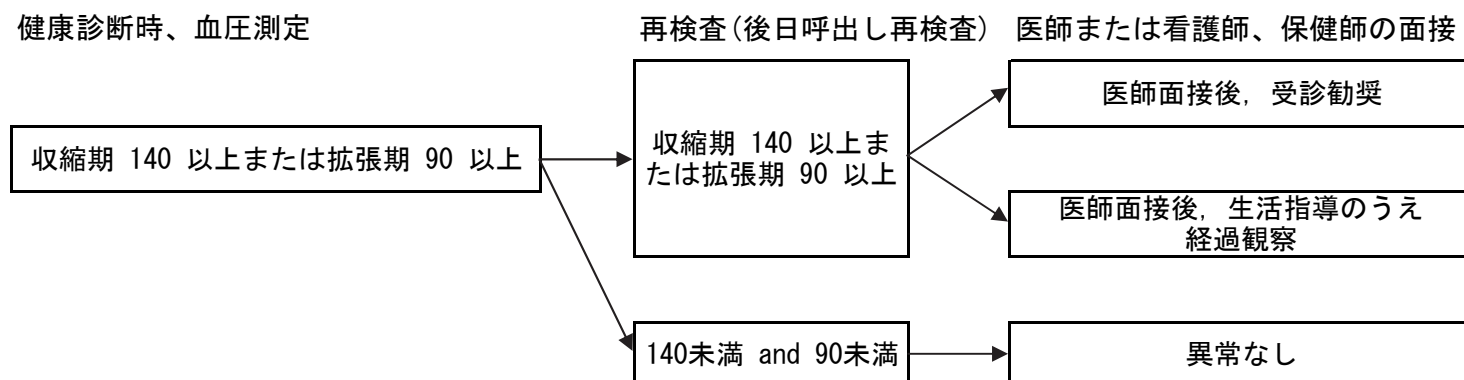 健康診断時、血圧測定
再検査(後日呼出し再検査)
医師または看護師、保健師の面接
収縮期 140 以上または拡張期 90 以上
収縮期 140 以上ま
たは拡張期 90 以上
医師面接後, 受診勧奨
医師面接後, 生活指導のうえ
経過観察
140未満 and 90未満
異常なし